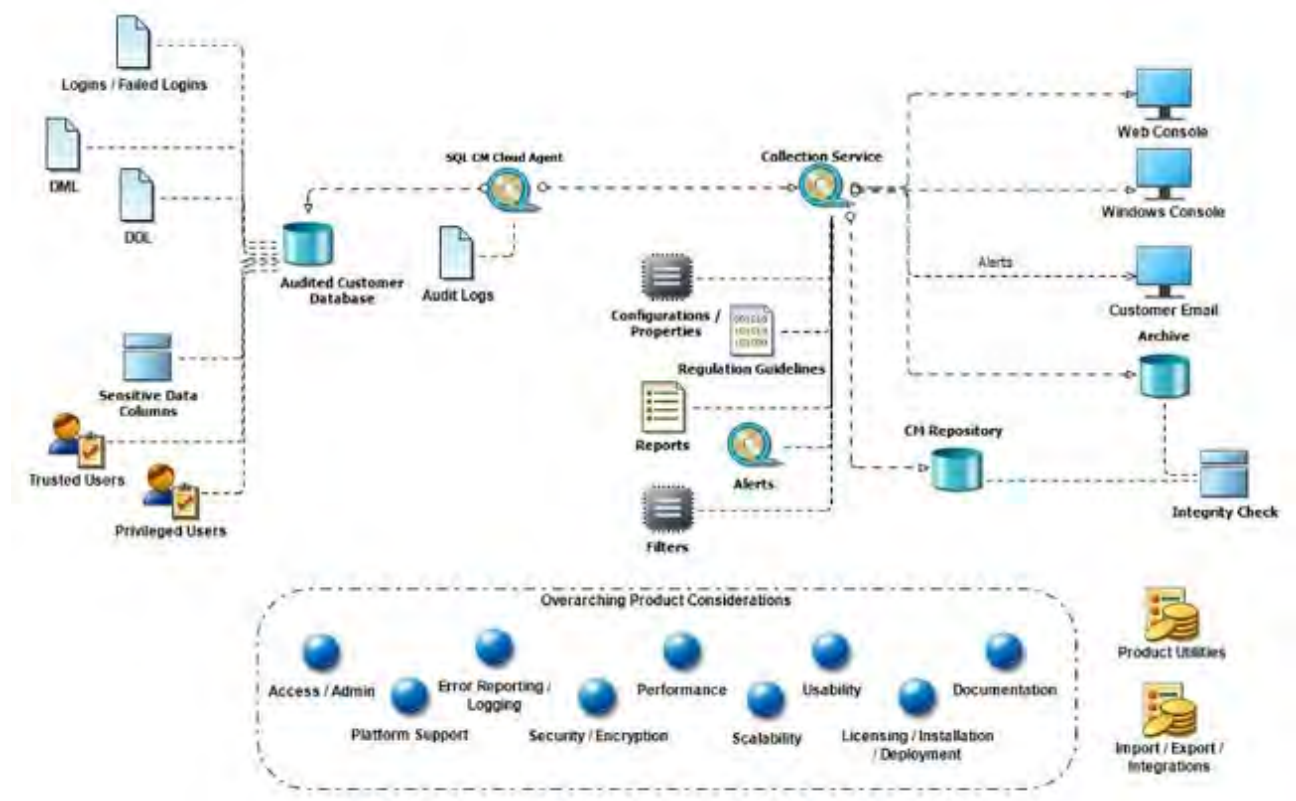 Logins / Failed Logins
DML
DDL
Audited Customer
Database
Sensitive Data
Columns
Trusted Users
Privileged Users
SQL CM Cloud Agent
Audit Logs
Collection Service
Configurations /
Properties
001010
101010
101000
Regulation Guidelines
Reports
Alerts
Filters
Web Console
Windows Console
Alerts
Customer Email
Archive
CM Repository
Integrity Check
Overarching Product Considerations
Access / Admin
Platform Support
Error Reporting /
Logging
Security / Encryption
Performance
Scalability
Usability
Licensing / Installation
/ Deployment
Documentation
Product Utilities
Import / Export /
Integrations